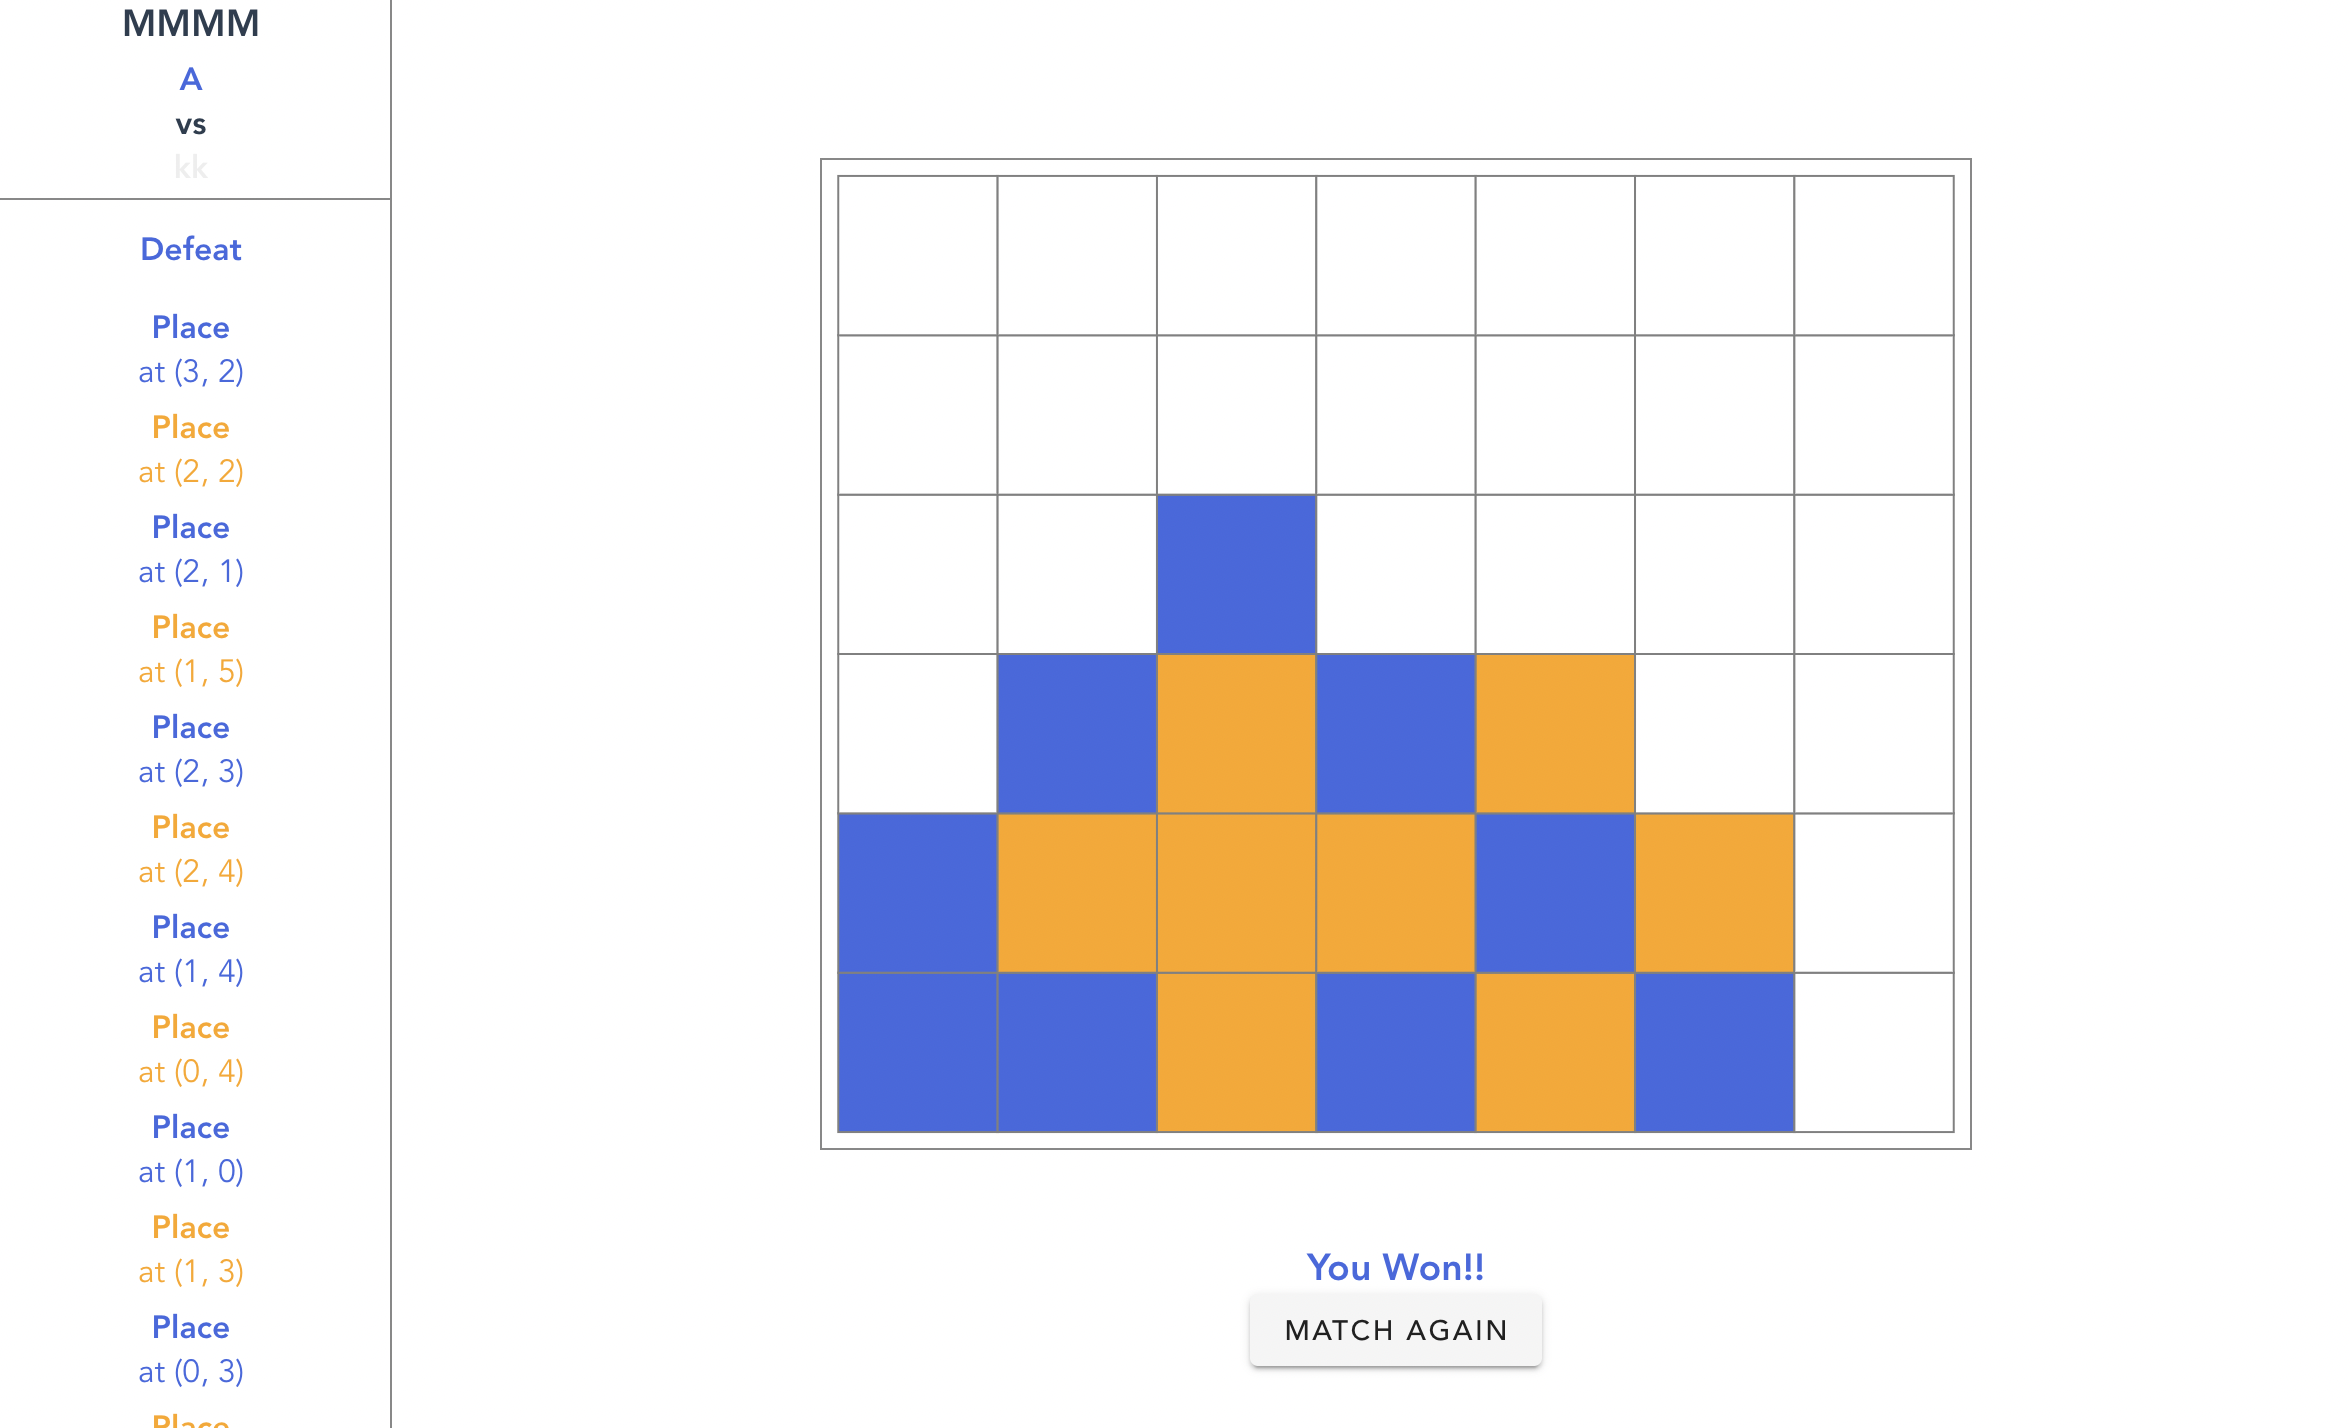 MMMM
A
vs
kk
Defeat
Place
at (3, 2)
Place
at (2, 2)
Place
at (2, 1)
Place
at (1, 5)
Place
at (2, 3)
Place
at (2, 4)
Place
at (1, 4)
Place
at (0, 4)
Place
at (1, 0)
Place
at (1, 3)
Place
at (0, 3)
Place
You Won!!
MATCH AGAIN